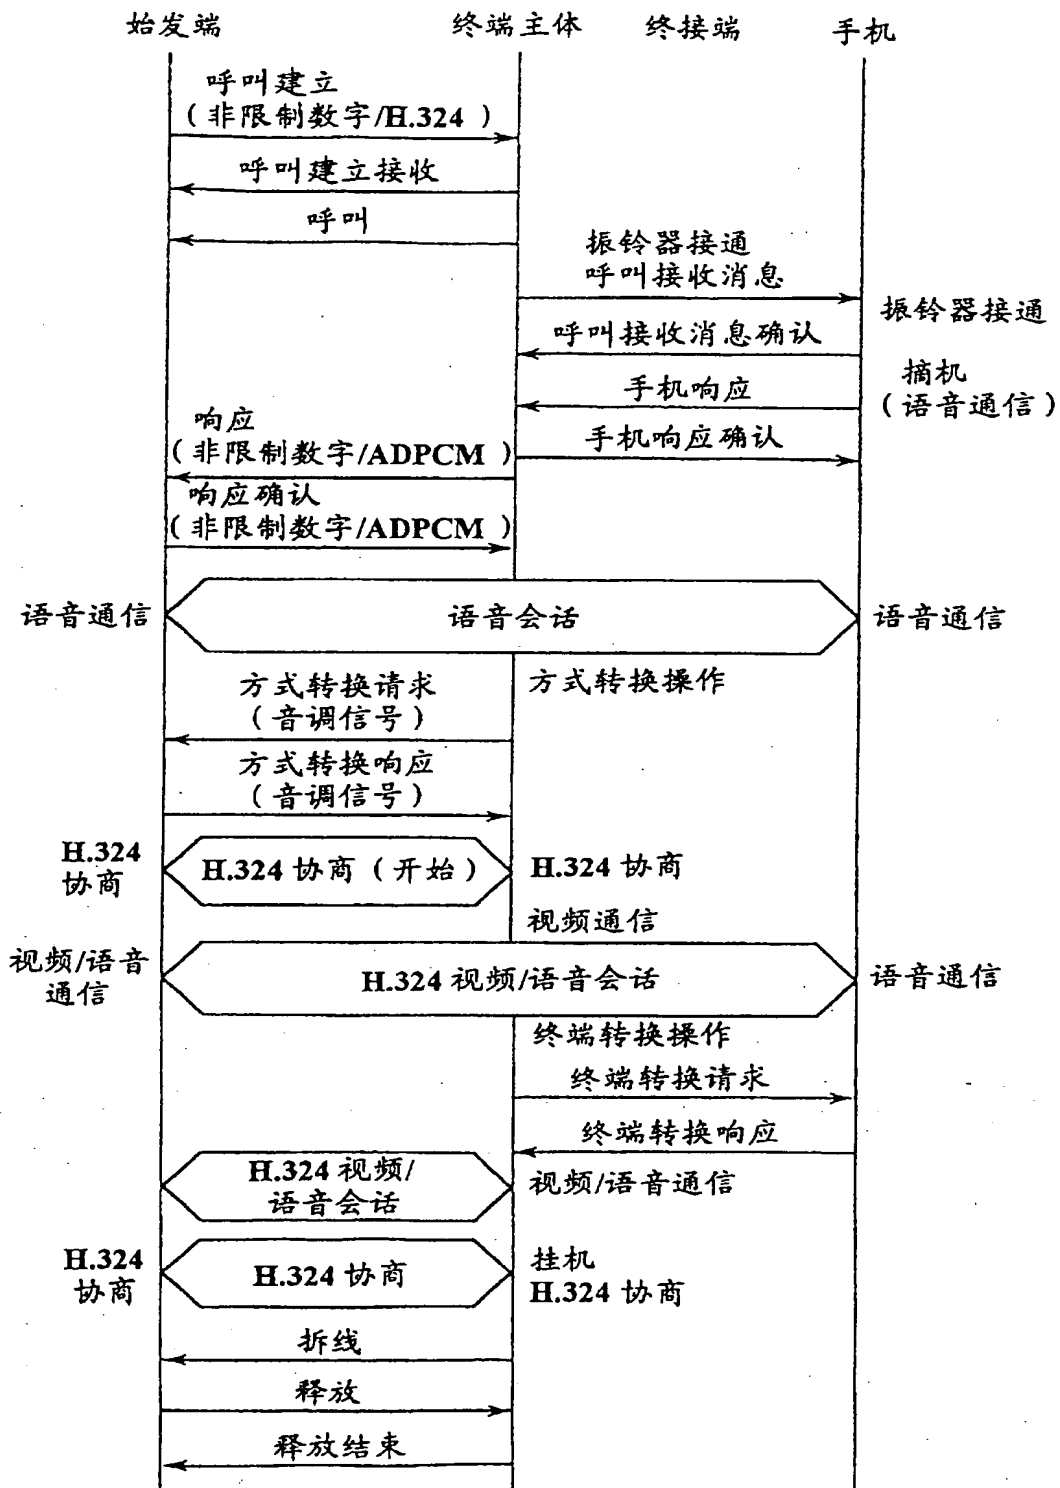 始发端
终端主体
终接端
手机
呼叫建立
(非限制数字/H.324)
呼叫建立接收
呼叫
振铃器接通
呼叫接收消息
振铃器接通
呼叫接收消息确认
摘机
(语音通信)
手机响应
响应
(非限制数字/ADPCM)
手机响应确认
响应确认
(非限制数字/ADPCM)
语音通信
语音会话
语音通信
方式转换请求
(音调信号)
方式转换操作
方式转换响应
(音调信号)
H.324
协商
H.324 协商(开始)
H.324 协商
视频通信
视频/语音
通信
H.324 视频/语音会话
语音通信
终端转换操作
终端转换请求
终端转换响应
H.324 视频/
语音会话
视频/语音通信
H.324
协商
H.324 协商
挂机
H.324 协商
拆线
释放
释放结束